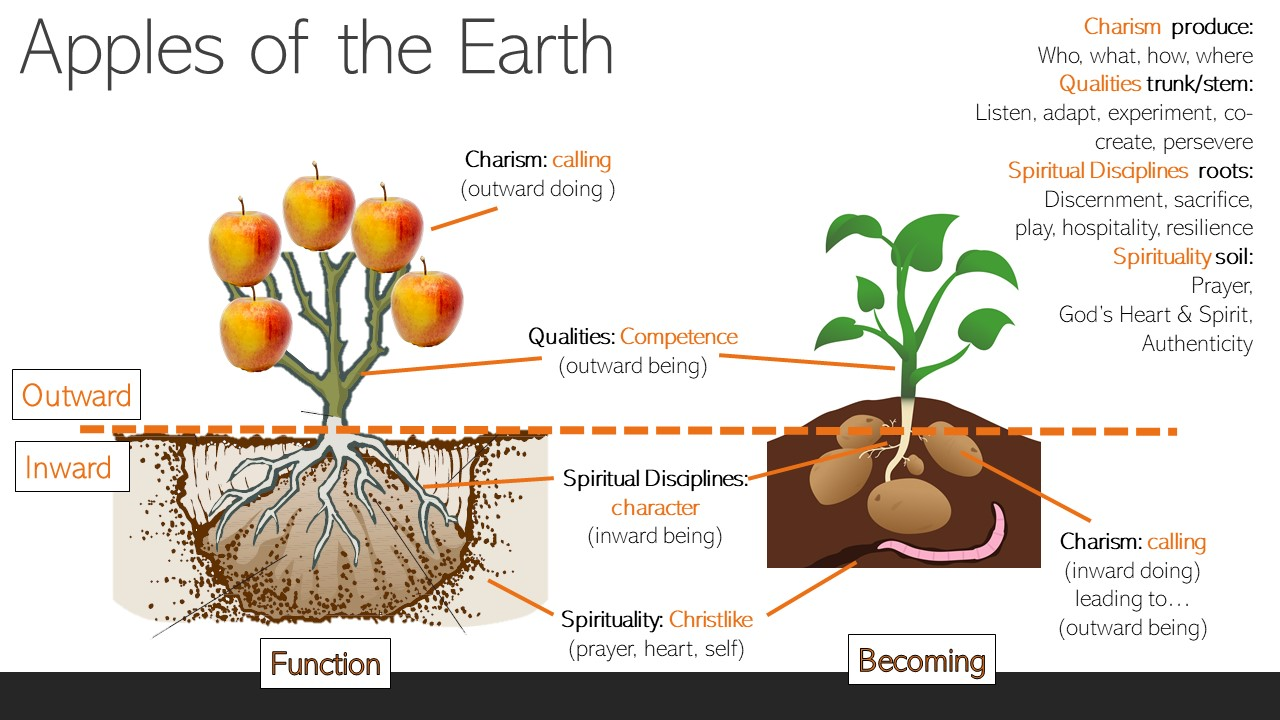 Apples of the Earth
Charism produce:
Who, what, how, where
Qualities trunk/stem:
Listen, adapt, experiment, co-
create, persevere
Spiritual Disciplines roots:
Discernment, sacrifice,
play, hospitality, resilience
Spirituality soil:
Prayer,
God's Heart & Spirit,
Authenticity
Charism: calling
(outward doing )
Qualities: Competence
(outward being)
Outward
Inward
Spiritual Disciplines:
character
(inward being)
Charism: calling
(inward doing)
leading to...
(outward being)
Spirituality: Christlike
(prayer, heart, self)
Function
Becoming